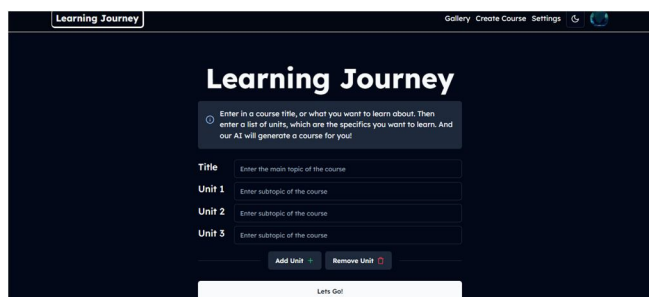 Learning Journey
Gallery Create Course Settings
Learning Journey
Enter in a course title, or what you want to learn about. Then
enter a list of units, which are the specifics you want to learn. And
our AI will generate a course for you!
Title Enter the main topic of the course
Unit 1 Enter subtopic of the course
Unit 2 Enter subtopic of the course
Unit 3 Enter subtopic of the course
Add Unit + Remove Unit
Lets Go!